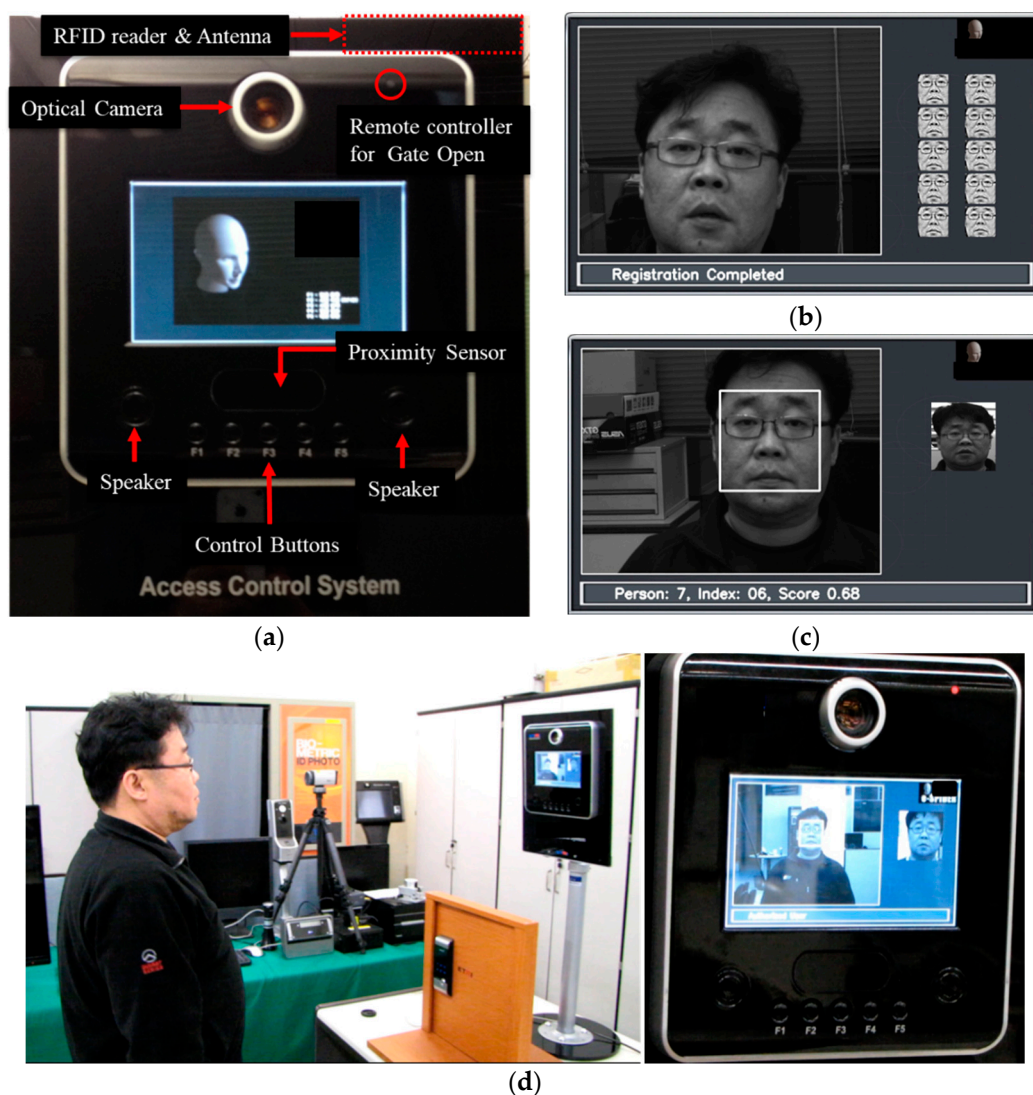 RFID reader & Antenna
Optical Camera
Remote controller
for Gate Open
Proximity Sensor
F1 F2 F3 F4 F5
Speaker
Speaker
Control Buttons
Access Control System
(a)
Registration Completed
(b)
Person: 7, Index: 06, Score 0.68
(c)
BIO-
METRIC
ID PHOTO
Authorized User
F1 F2 F3 F4 F5
(d)